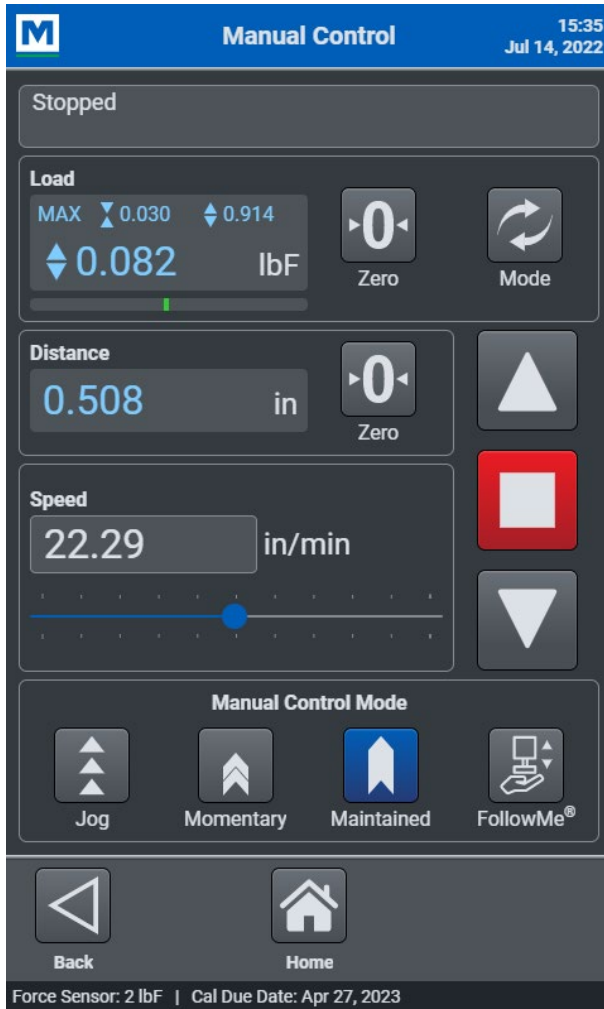 M
Manual Control
15:35
Jul 14, 2022
Stopped
Load
MAX 0.030 0.914
0.082 lbF
0
Zero
Mode
Distance
0.508 in
0
Zero
Speed
22.29 in/min
Manual Control Mode
Jog Momentary Maintained FollowMe®
Back Home
Force Sensor: 2 lbF | Cal Due Date: Apr 27, 2023